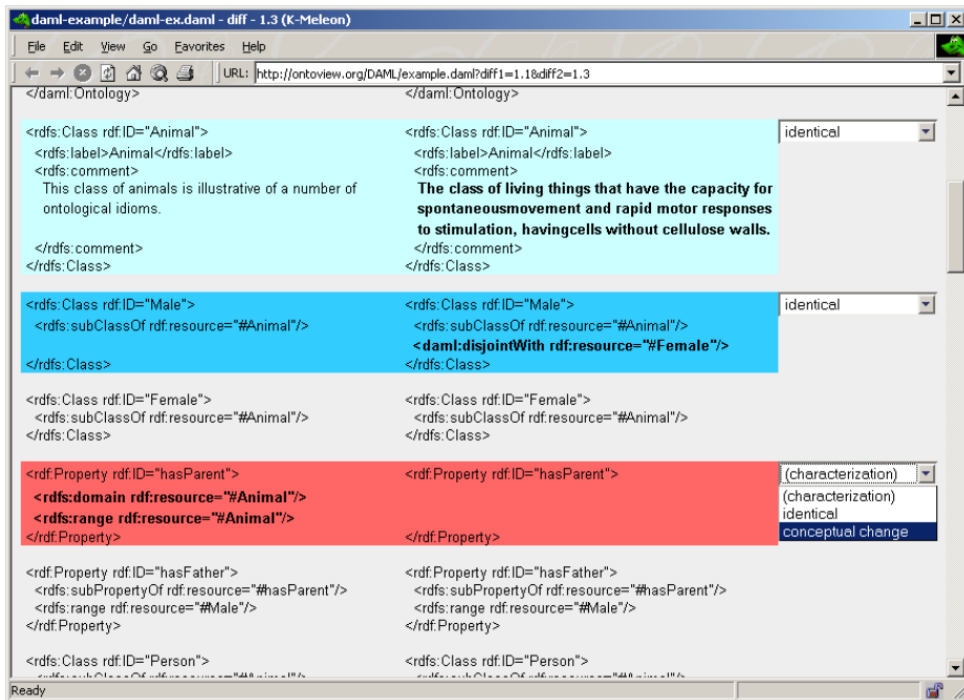 daml-example/daml-ex.daml - diff - 1.3 (K-Meleon)
File Edit View Go Favorites Help
URL: http://ontoview.org/DAML/example.daml?diff1=1.1&diff2=1.3
</daml:Ontology> </daml:Ontology>
<rdfs:Class rdf:ID="Animal"> <rdfs:Class rdf:ID="Animal"> identical
<rdfs:label>Animal</rdfs:label> <rdfs:label>Animal</rdfs:label>
<rdfs:comment> <rdfs:comment>
This class of animals is illustrative of a number of The class of living things that have the capacity for
ontological idioms. spontaneousmovement and rapid motor responses
to stimulation, havingcells without cellulose walls.
</rdfs:comment> </rdfs:comment>
</rdfs:Class> </rdfs:Class>
<rdfs:Class rdf:ID="Male"> <rdfs:Class rdf:ID="Male"> identical
<rdfs:subClassOf rdf:resource="#Animal"/> <rdfs:subClassOf rdf:resource="#Animal"/>
<daml:disjointWith rdf:resource="#Female"/>
</rdfs:Class> </rdfs:Class>
<rdfs:Class rdf:ID="Female"> <rdfs:Class rdf:ID="Female">
<rdfs:subClassOf rdf:resource="#Animal"/> <rdfs:subClassOf rdf:resource="#Animal"/>
</rdfs:Class> </rdfs:Class>
<rdf:Property rdf:ID="hasParent"> <rdf:Property rdf:ID="hasParent"> (characterization)
<rdfs:domain rdf:resource="#Animal"/> (characterization)
<rdfs:range rdf:resource="#Animal"/> identical
</rdf:Property> </rdf:Property> conceptual change
<rdf:Property rdf:ID="hasFather"> <rdf:Property rdf:ID="hasFather">
<rdfs:subPropertyOf rdf:resource="#hasParent"/> <rdfs:subPropertyOf rdf:resource="#hasParent"/>
<rdfs:range rdf:resource="#Male"/> <rdfs:range rdf:resource="#Male"/>
</rdf:Property> </rdf:Property>
<rdfs:Class rdf:ID="Person"> <rdfs:Class rdf:ID="Person">
Ready